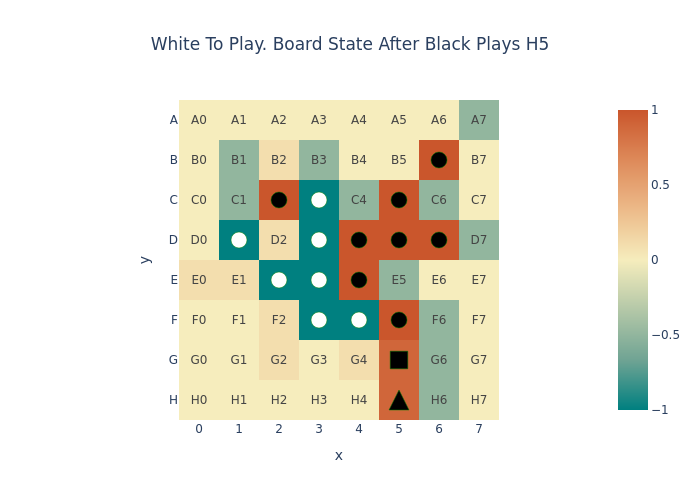 White To Play. Board State After Black Plays H5
A A0 A1 A2 A3 A4 A5 A6 A7
B B0 B1 B2 B3 B4 B5 B7
C C0 C1 C4 C6 C7
D D0 D2 D7
E E0 E1 E5 E6 E7
F F0 F1 F2 F6 F7
G G0 G1 G2 G3 G4 G6 G7
H H0 H1 H2 H3 H4 H6 H7
0 1 2 3 4 5 6 7
x
y
1
0.5
0
−0.5
−1